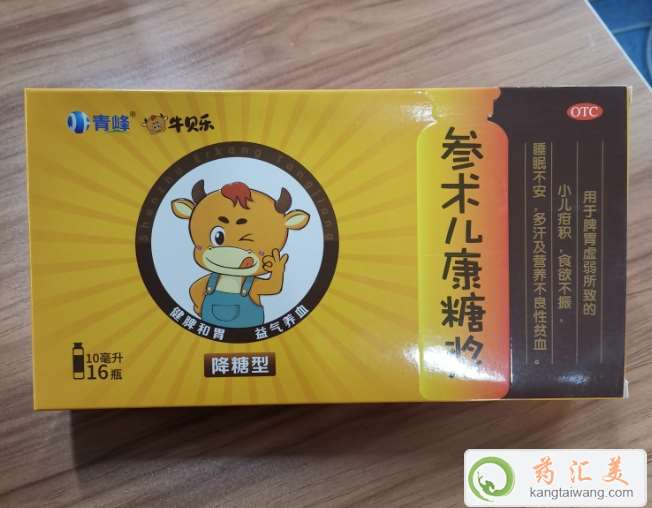 青峰®
牛贝乐
Shenzhu Erkang Tangjiang
健脾和胃 益气养血
降糖型
10毫升
16瓶
参术儿康糖浆
OTC
用于脾胃虚弱所致的
小儿疳积，食欲不振，
睡眠不安，多汗及营养不良性贫血。
药汇美
kangtaiwang.com